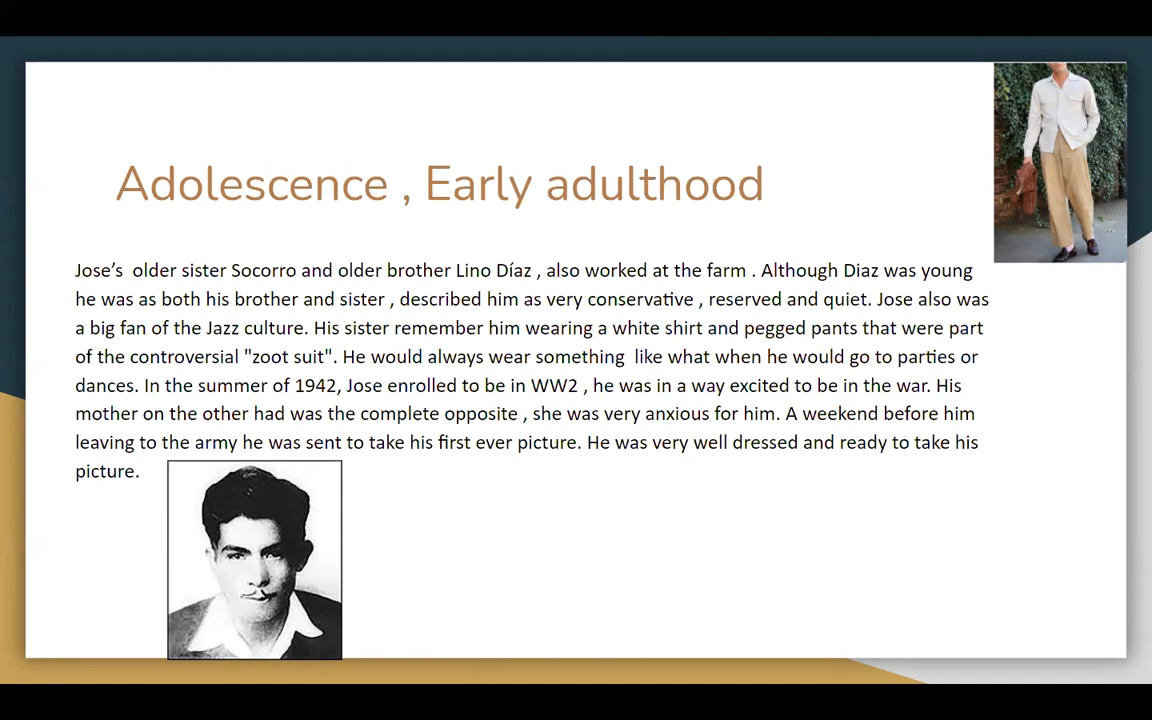 Adolescence , Early adulthood
Jose’s  older sister Socorro and older brother Lino Díaz , also worked at the farm . Although Diaz was young
he was as both his brother and sister , described him as very conservative , reserved and quiet. Jose also was
a big fan of the Jazz culture. His sister remember him wearing a white shirt and pegged pants that were part
of the controversial "zoot suit". He would always wear something  like what when he would go to parties or
dances. In the summer of 1942, Jose enrolled to be in WW2 , he was in a way excited to be in the war. His
mother on the other had was the complete opposite , she was very anxious for him. A weekend before him
leaving to the army he was sent to take his first ever picture. He was very well dressed and ready to take his
picture.